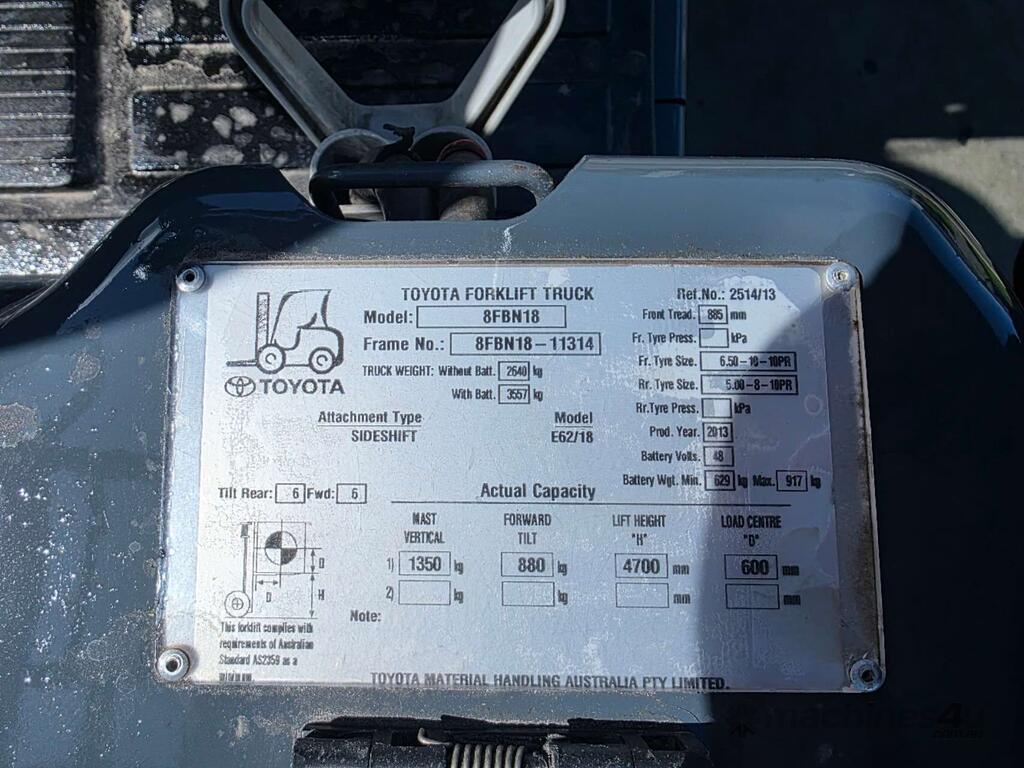 TOYOTA FORKLIFT TRUCK Ref.No.: 2514/13
Model: 8FBN18 Front Tread. 885 mm
Frame No.: 8FBN18-11314 Fr. Tyre Press. kPa
TRUCK WEIGHT: Without Batt. 2640 kg Fr. Tyre Size. 6.50-10-10PR
With Batt. 3557 kg Rr. Tyre Size. 5.00-8-10PR
TOYOTA
Attachment Type Model Rr.Tyre Press. kPa
SIDESHIFT E62/18 Prod. Year. 2013
Battery Volts. 48
Battery Wgt. Min. 629 kg Max. 917 kg
Tilt Rear: 6 Fwd: 6 Actual Capacity
MAST VERTICAL FORWARD TILT LIFT HEIGHT "H" LOAD CENTRE "D"
1) 1350 kg 880 kg 4700 mm 600 mm
2) kg kg mm mm
D D H
Note:
This forklift complies with
requirements of Australian
Standard AS2359 as a
minimum
TOYOTA MATERIAL HANDLING AUSTRALIA PTY LIMITED.
machines4u
.com.au